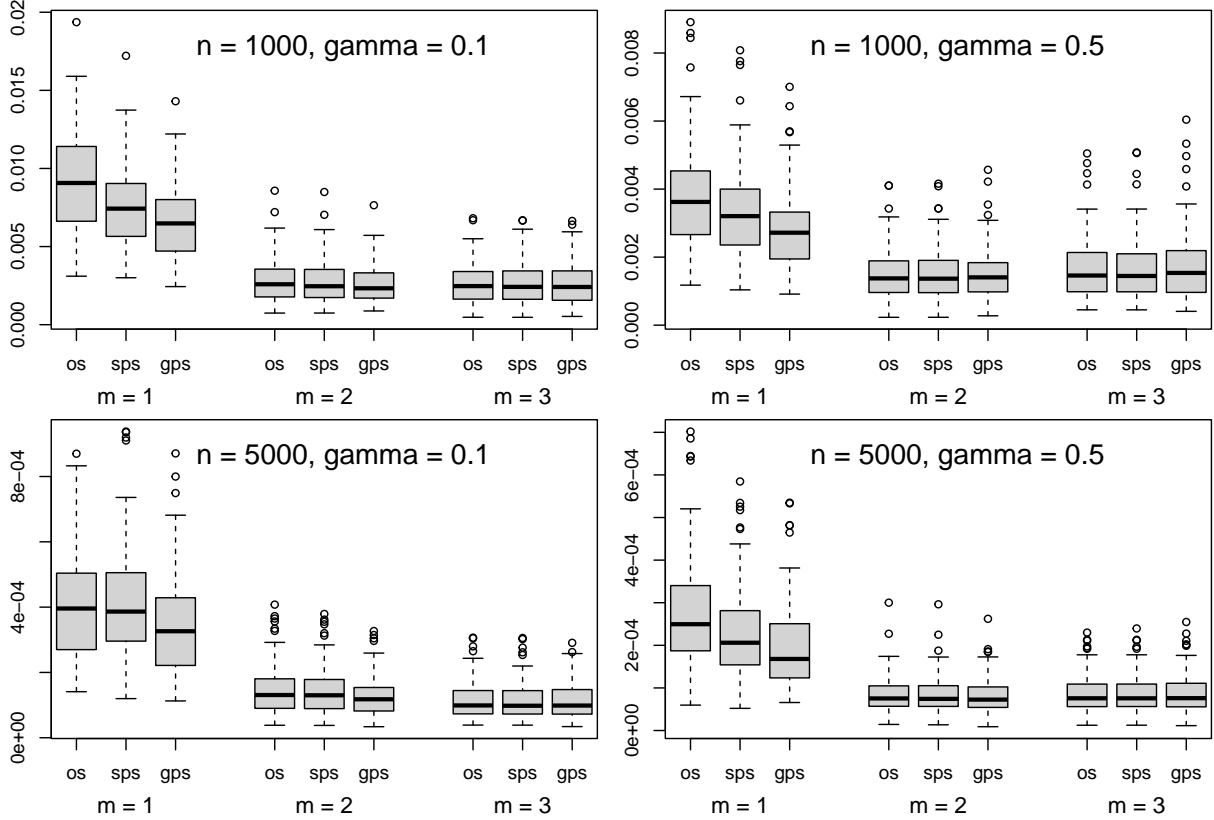 n = 1000, gamma = 0.1
0.000 0.005 0.010 0.015 0.02
os sps gps os sps gps os sps gps
m = 1 m = 2 m = 3
n = 1000, gamma = 0.5
0.000 0.002 0.004 0.006 0.008
os sps gps os sps gps os sps gps
m = 1 m = 2 m = 3
n = 5000, gamma = 0.1
0e+00 4e−04 8e−04
os sps gps os sps gps os sps gps
m = 1 m = 2 m = 3
n = 5000, gamma = 0.5
0e+00 2e−04 4e−04 6e−04
os sps gps os sps gps os sps gps
m = 1 m = 2 m = 3